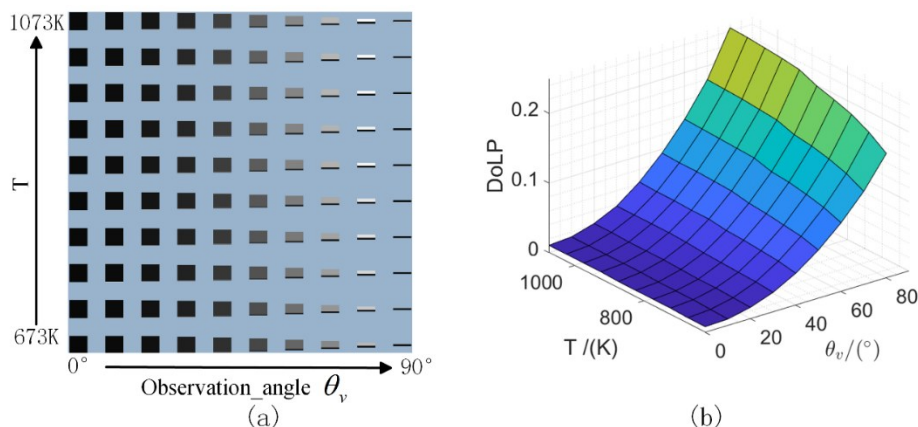 1073K
T
673K
0°
90°
Observation_angle θv
(a)
DoLP
0.2
0.1
0
1000
800
T /(K)
0
20
40
60
80
θv/(°)
(b)